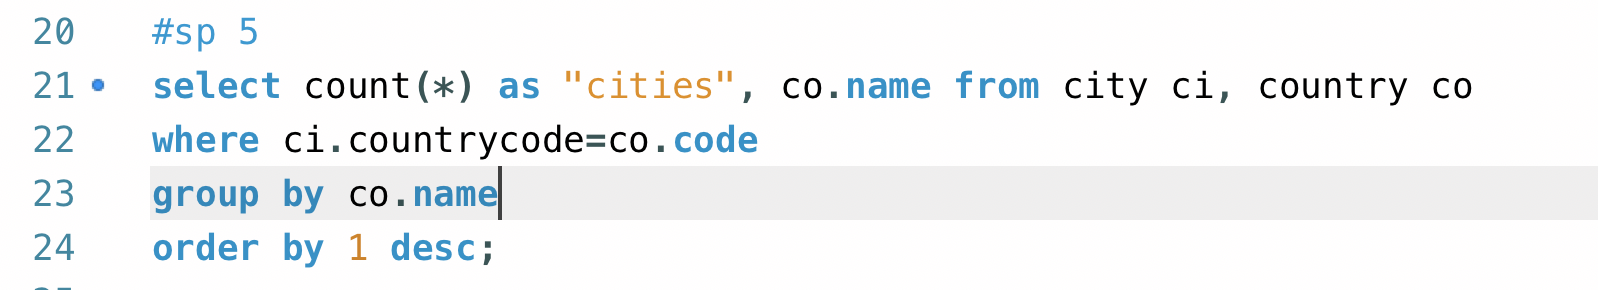 20 #sp 5
21 select count(*) as "cities", co.name from city ci, country co
22 where ci.countrycode=co.code
23 group by co.name
24 order by 1 desc;